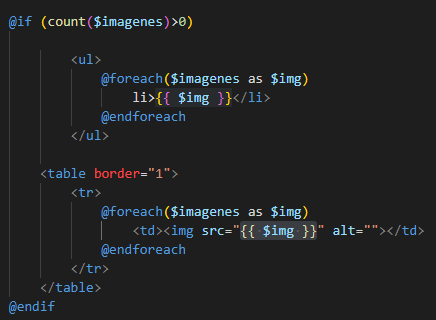 @if (count($imagenes)>0)
<ul>
@foreach($imagenes as $img)
li>{{ $img }}</li>
@endforeach
</ul>
<table border="1">
<tr>
@foreach($imagenes as $img)
<td><img src="{{ $img }}" alt=""></td>
@endforeach
</tr>
</table>
@endif